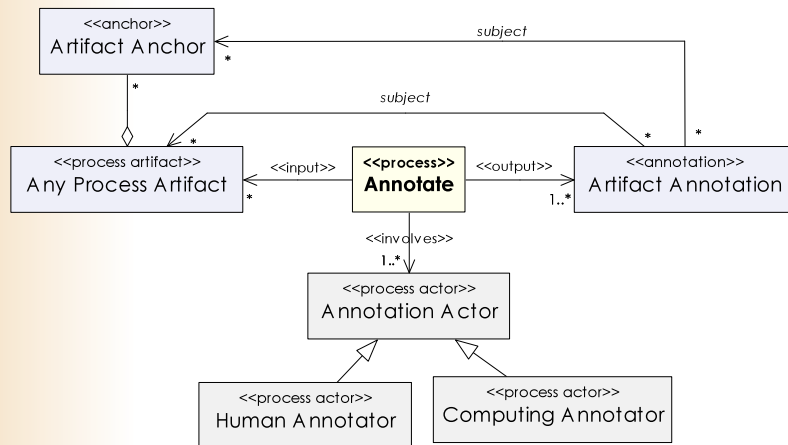 <<anchor>>
Artifact Anchor
subject
*
*
subject
*
*
*
<<process artifact>>
Any Process Artifact
*
<<input>>
<<process>>
Annotate
<<output>>
1..*
<<annotation>>
Artifact Annotation
<<involves>>
1..*
<<process actor>>
Annotation Actor
<<process actor>>
Human Annotator
<<process actor>>
Computing Annotator